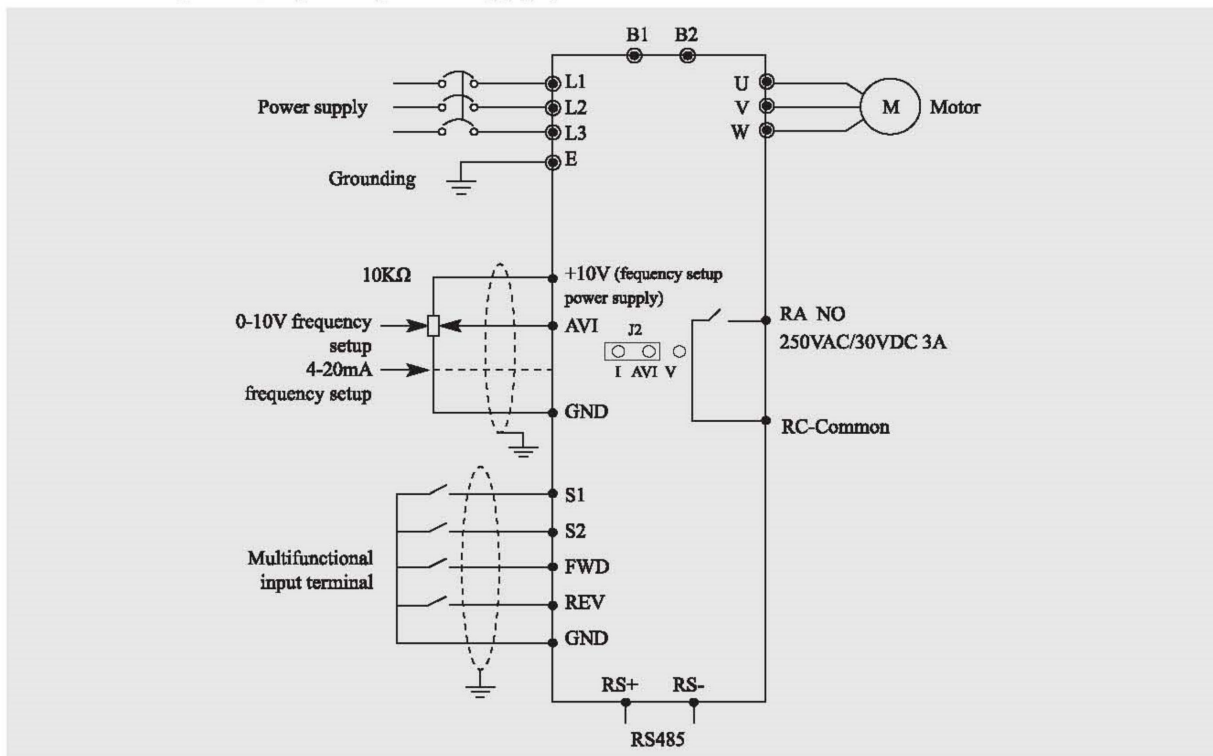 B1 B2
L1
L2
L3
E
Power supply
Grounding
U
V
W
M
Motor
10KΩ
+10V (fequency setup
power supply)
0-10V frequency
setup
AVI
4-20mA
frequency setup
GND
J2
I AVI V
RA NO
250VAC/30VDC 3A
RC-Common
S1
S2
Multifunctional
input terminal
FWD
REV
GND
RS+ RS-
RS485